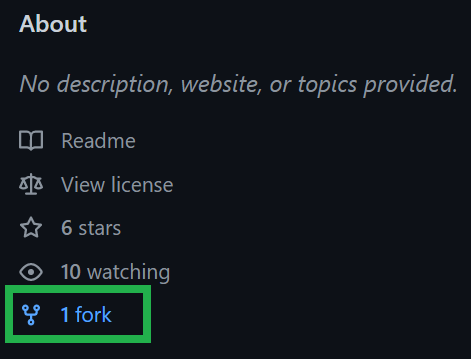 About
No description, website, or topics provided.
Readme
View license
6 stars
10 watching
1 fork